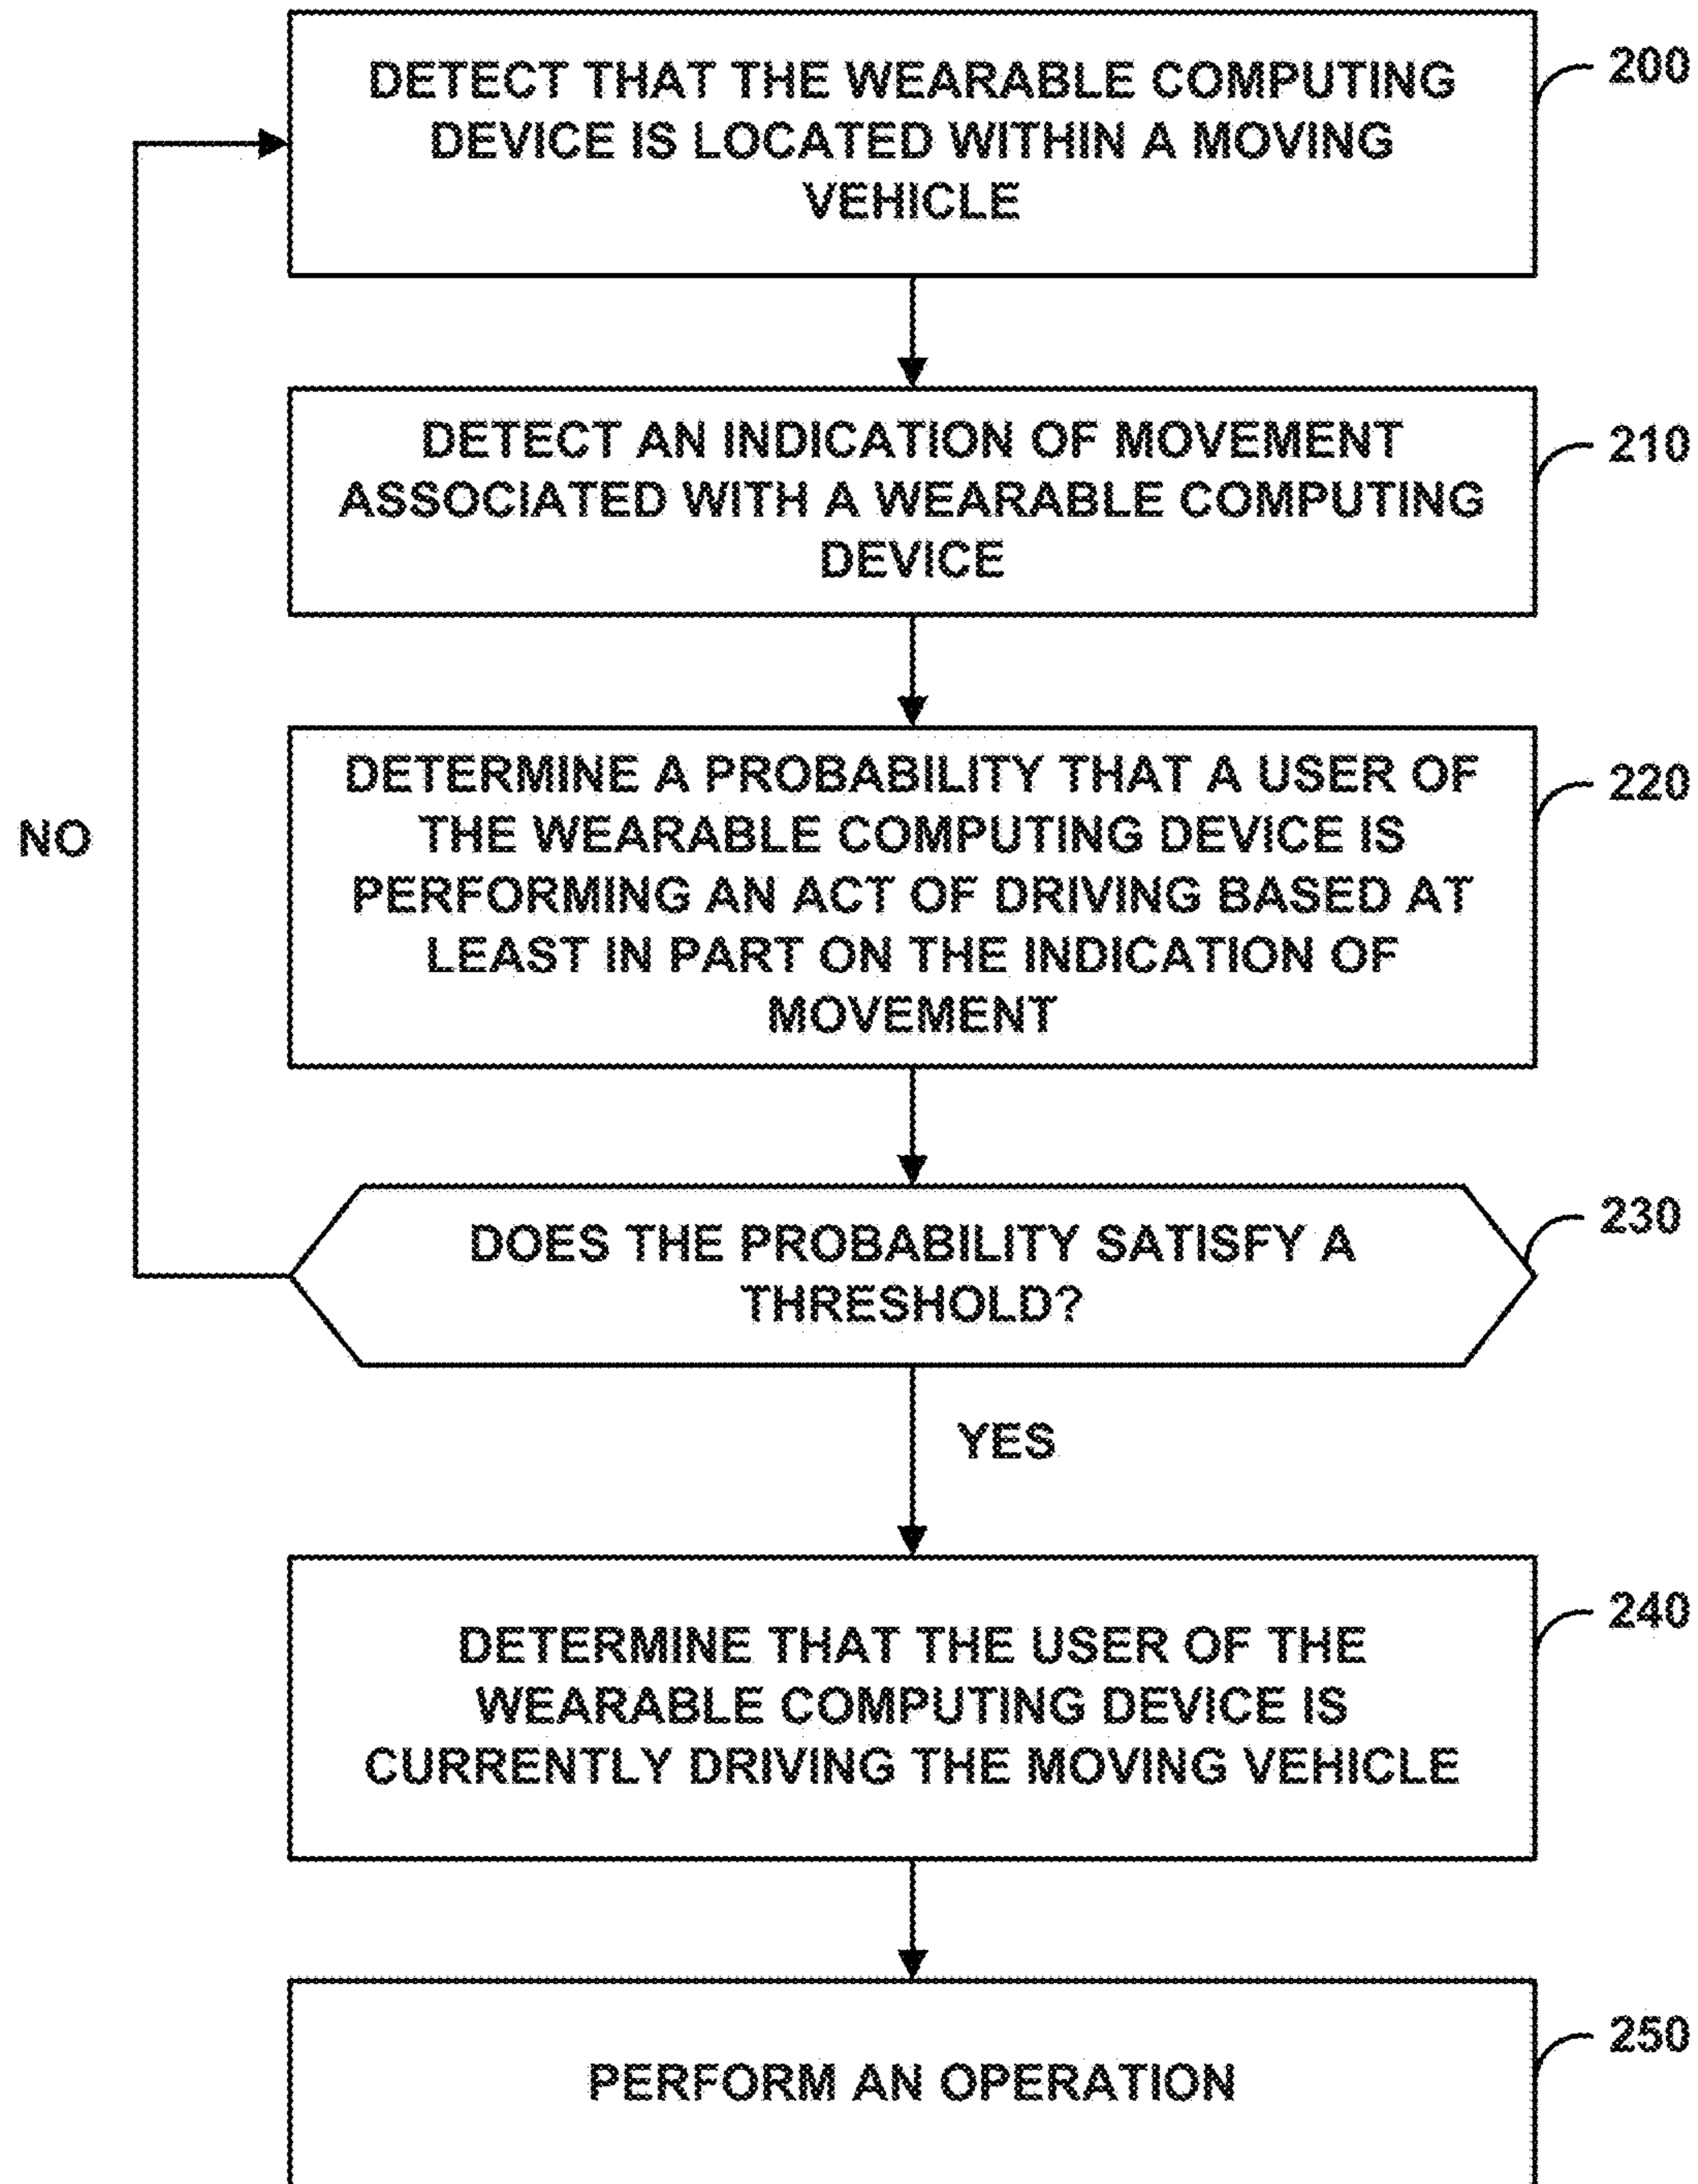 DETECT THAT THE WEARABLE COMPUTING
DEVICE IS LOCATED WITHIN A MOVING
VEHICLE
200
DETECT AN INDICATION OF MOVEMENT
ASSOCIATED WITH A WEARABLE COMPUTING
DEVICE
210
DETERMINE A PROBABILITY THAT A USER OF
THE WEARABLE COMPUTING DEVICE IS
PERFORMING AN ACT OF DRIVING BASED AT
LEAST IN PART ON THE INDICATION OF
MOVEMENT
220
NO
DOES THE PROBABILITY SATISFY A
THRESHOLD?
230
YES
DETERMINE THAT THE USER OF THE
WEARABLE COMPUTING DEVICE IS
CURRENTLY DRIVING THE MOVING VEHICLE
240
PERFORM AN OPERATION
250